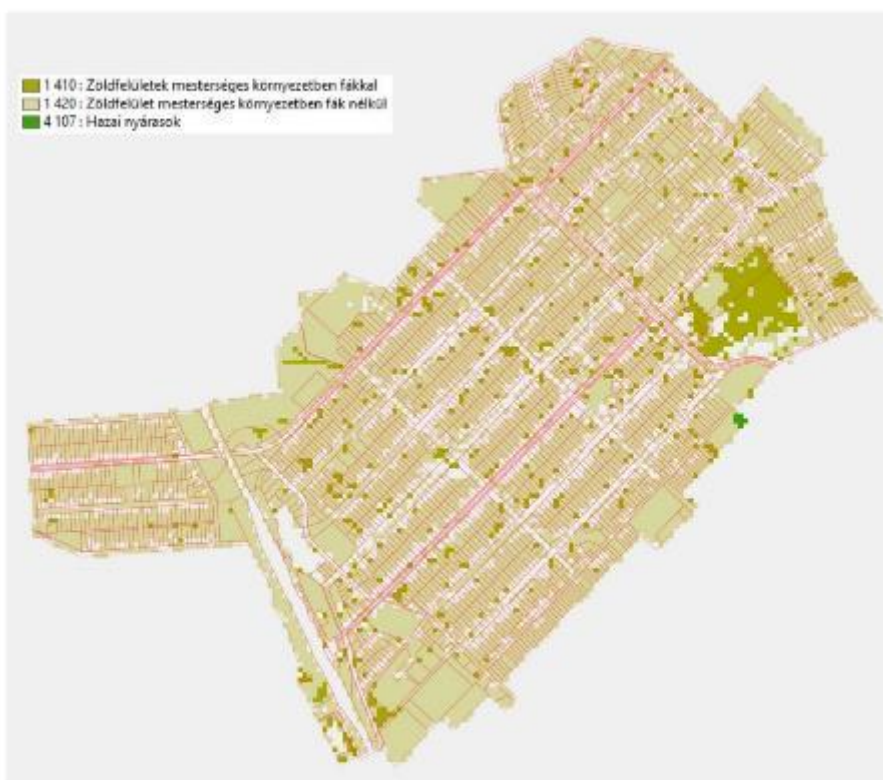 1 410 : Zöldfelületek mesterséges környezetben fákkal
1 420 : Zöldfelület mesterséges környezetben fák nélkül
4 107 : Hazai nyárasok